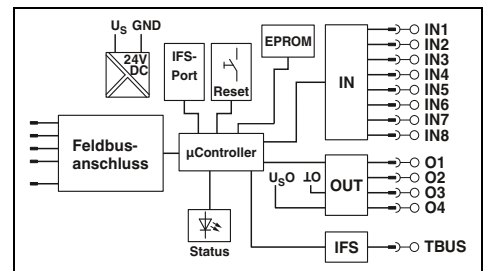 US GND
24V
DC
IFS-
Port
Reset
EPROM
IN
IN1
IN2
IN3
IN4
IN5
IN6
IN7
IN8
Feldbus-
anschluss
µController
Status
USO
OUT
O1
O2
O3
O4
IFS
TBUS